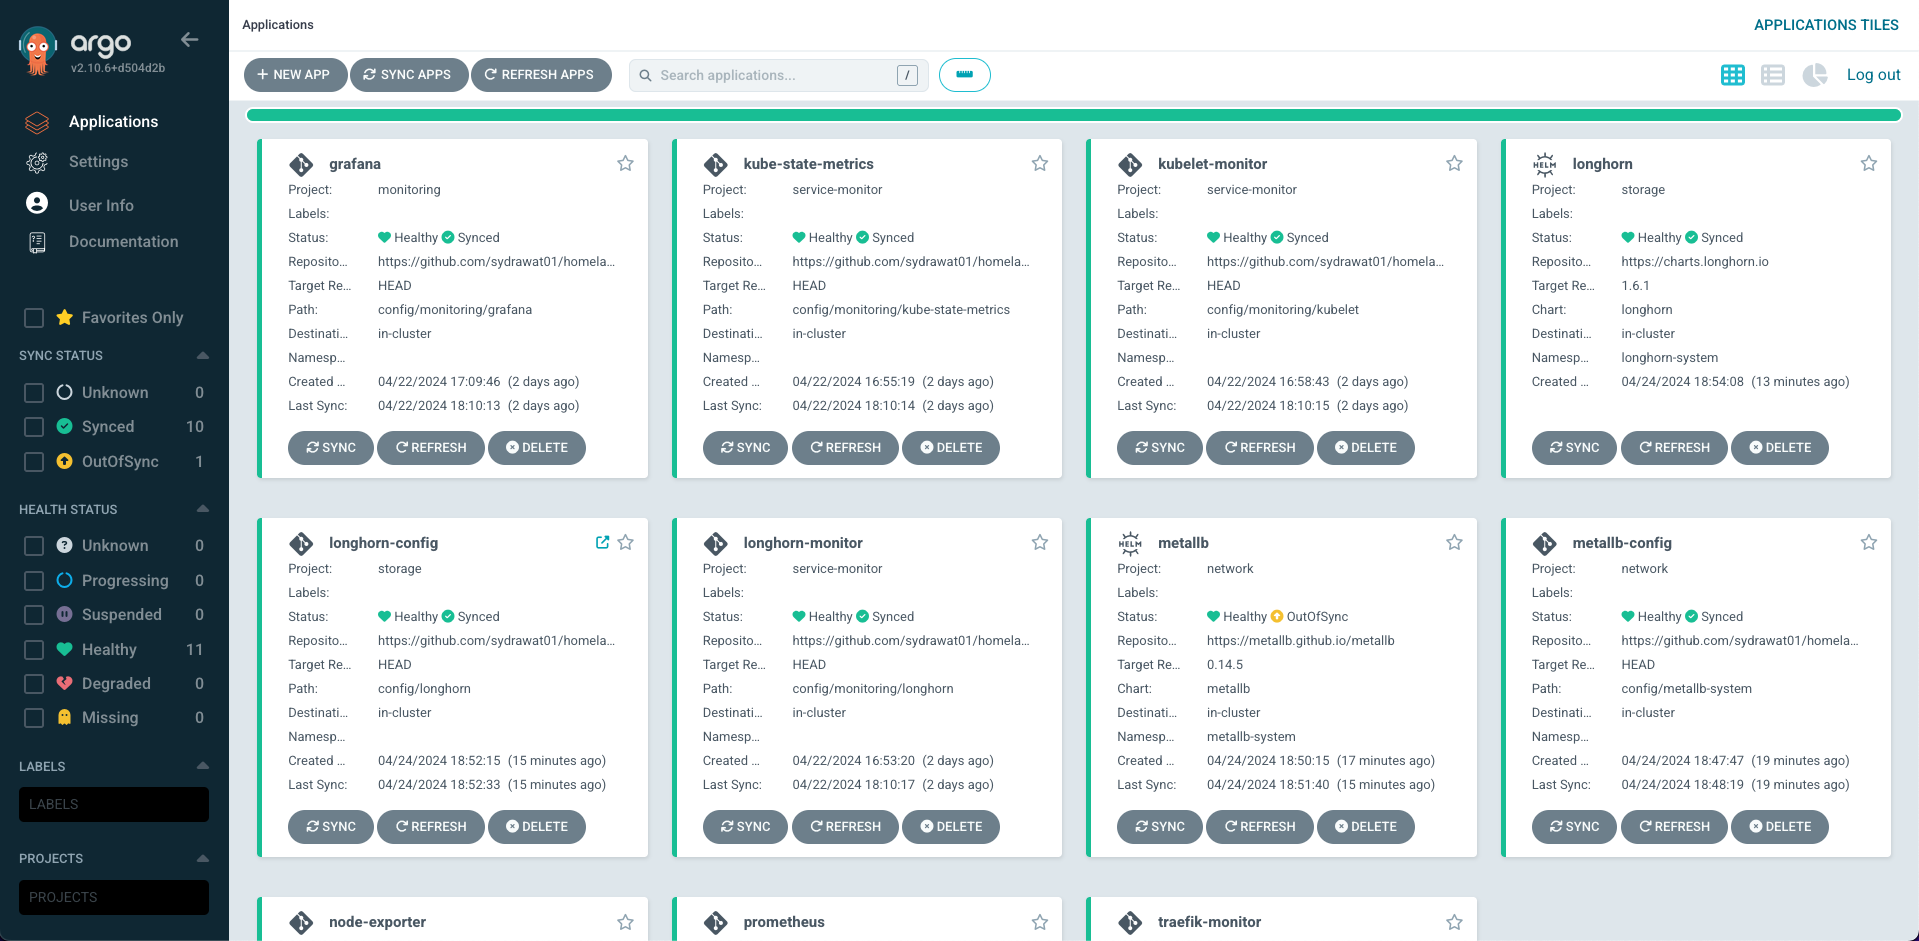 argo
v2.10.6+d504d2b
Applications
Settings
User Info
Documentation
Favorites Only
SYNC STATUS
Unknown 0
Synced 10
OutOfSync 1
HEALTH STATUS
Unknown 0
Progressing 0
Suspended 0
Healthy 11
Degraded 0
Missing 0
LABELS
LABELS
PROJECTS
PROJECTS
Applications
APPLICATIONS TILES
NEW APP SYNC APPS REFRESH APPS Search applications... / Log out
grafana
Project: monitoring
Labels:
Status: Healthy Synced
Reposito... https://github.com/sydrawat01/homela...
Target Re... HEAD
Path: config/monitoring/grafana
Destinati... in-cluster
Namesp...
Created ... 04/22/2024 17:09:46 (2 days ago)
Last Sync: 04/22/2024 18:10:13 (2 days ago)
SYNC REFRESH DELETE
kube-state-metrics
Project: service-monitor
Labels:
Status: Healthy Synced
Reposito... https://github.com/sydrawat01/homela...
Target Re... HEAD
Path: config/monitoring/kube-state-metrics
Destinati... in-cluster
Namesp...
Created ... 04/22/2024 16:55:19 (2 days ago)
Last Sync: 04/22/2024 18:10:14 (2 days ago)
SYNC REFRESH DELETE
kubelet-monitor
Project: service-monitor
Labels:
Status: Healthy Synced
Reposito... https://github.com/sydrawat01/homela...
Target Re... HEAD
Path: config/monitoring/kubelet
Destinati... in-cluster
Namesp...
Created ... 04/22/2024 16:58:43 (2 days ago)
Last Sync: 04/22/2024 18:10:15 (2 days ago)
SYNC REFRESH DELETE
HELM longhorn
Project: storage
Labels:
Status: Healthy Synced
Reposito... https://charts.longhorn.io
Target Re... 1.6.1
Chart: longhorn
Destinati... in-cluster
Namesp... longhorn-system
Created ... 04/24/2024 18:54:08 (13 minutes ago)
SYNC REFRESH DELETE
longhorn-config
Project: storage
Labels:
Status: Healthy Synced
Reposito... https://github.com/sydrawat01/homela...
Target Re... HEAD
Path: config/longhorn
Destinati... in-cluster
Namesp...
Created ... 04/24/2024 18:52:15 (15 minutes ago)
Last Sync: 04/24/2024 18:52:33 (15 minutes ago)
SYNC REFRESH DELETE
longhorn-monitor
Project: service-monitor
Labels:
Status: Healthy Synced
Reposito... https://github.com/sydrawat01/homela...
Target Re... HEAD
Path: config/monitoring/longhorn
Destinati... in-cluster
Namesp...
Created ... 04/22/2024 16:53:20 (2 days ago)
Last Sync: 04/22/2024 18:10:17 (2 days ago)
SYNC REFRESH DELETE
HELM metallb
Project: network
Labels:
Status: Healthy OutOfSync
Reposito... https://metallb.github.io/metallb
Target Re... 0.14.5
Chart: metallb
Destinati... in-cluster
Namesp... metallb-system
Created ... 04/24/2024 18:50:15 (17 minutes ago)
Last Sync: 04/24/2024 18:51:40 (15 minutes ago)
SYNC REFRESH DELETE
metallb-config
Project: network
Labels:
Status: Healthy Synced
Reposito... https://github.com/sydrawat01/homela...
Target Re... HEAD
Path: config/metallb-system
Destinati... in-cluster
Namesp...
Created ... 04/24/2024 18:47:47 (19 minutes ago)
Last Sync: 04/24/2024 18:48:19 (19 minutes ago)
SYNC REFRESH DELETE
node-exporter
prometheus
traefik-monitor